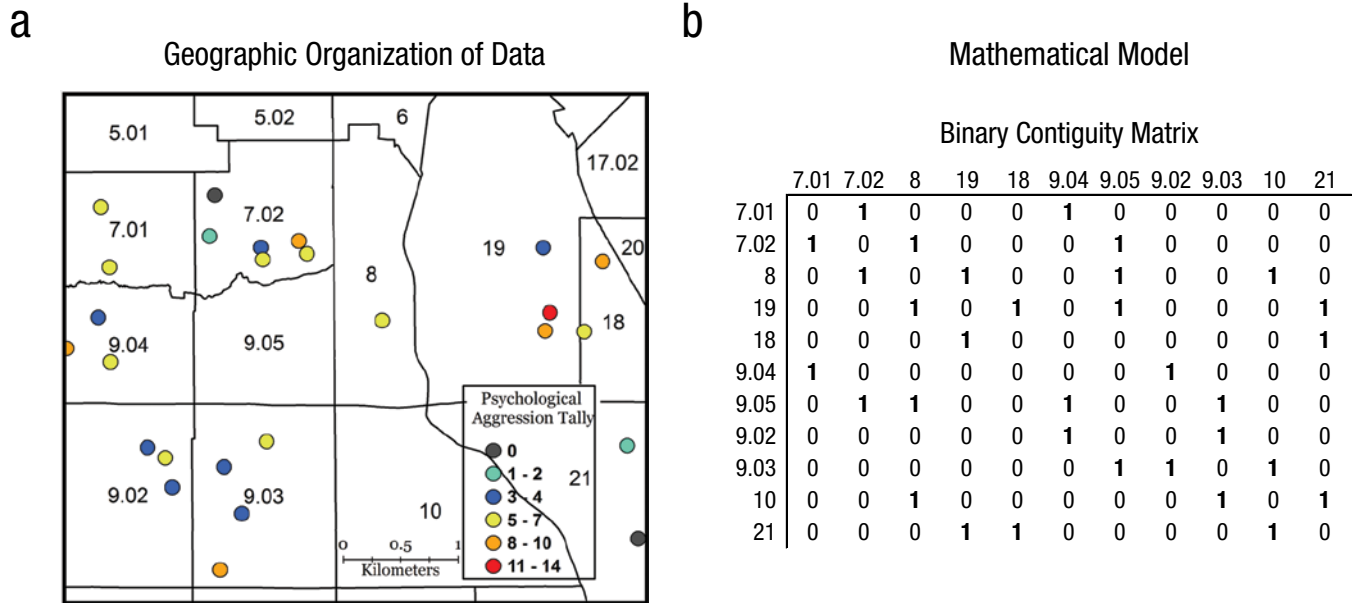 a
Geographic Organization of Data
5.01
5.02
6
17.02
7.01
7.02
19
20
8
18
9.04
9.05
Psychological
Aggression Tally
0
1 - 2
3 - 4
5 - 7
8 - 10
11 - 14
9.02
9.03
10
21
0 0.5 1
Kilometers
b
Mathematical Model
Binary Contiguity Matrix
7.01 7.02 8 19 18 9.04 9.05 9.02 9.03 10 21
7.01 0 1 0 0 0 1 0 0 0 0 0
7.02 1 0 1 0 0 0 1 0 0 0 0
8 0 1 0 1 0 0 1 0 0 1 0
19 0 0 1 0 1 0 1 0 0 0 1
18 0 0 0 1 0 0 0 0 0 0 1
9.04 1 0 0 0 0 0 0 1 0 0 0
9.05 0 1 1 0 0 1 0 0 1 0 0
9.02 0 0 0 0 0 1 0 0 1 0 0
9.03 0 0 0 0 0 0 1 1 0 1 0
10 0 0 1 0 0 0 0 0 1 0 1
21 0 0 0 1 1 0 0 0 0 1 0